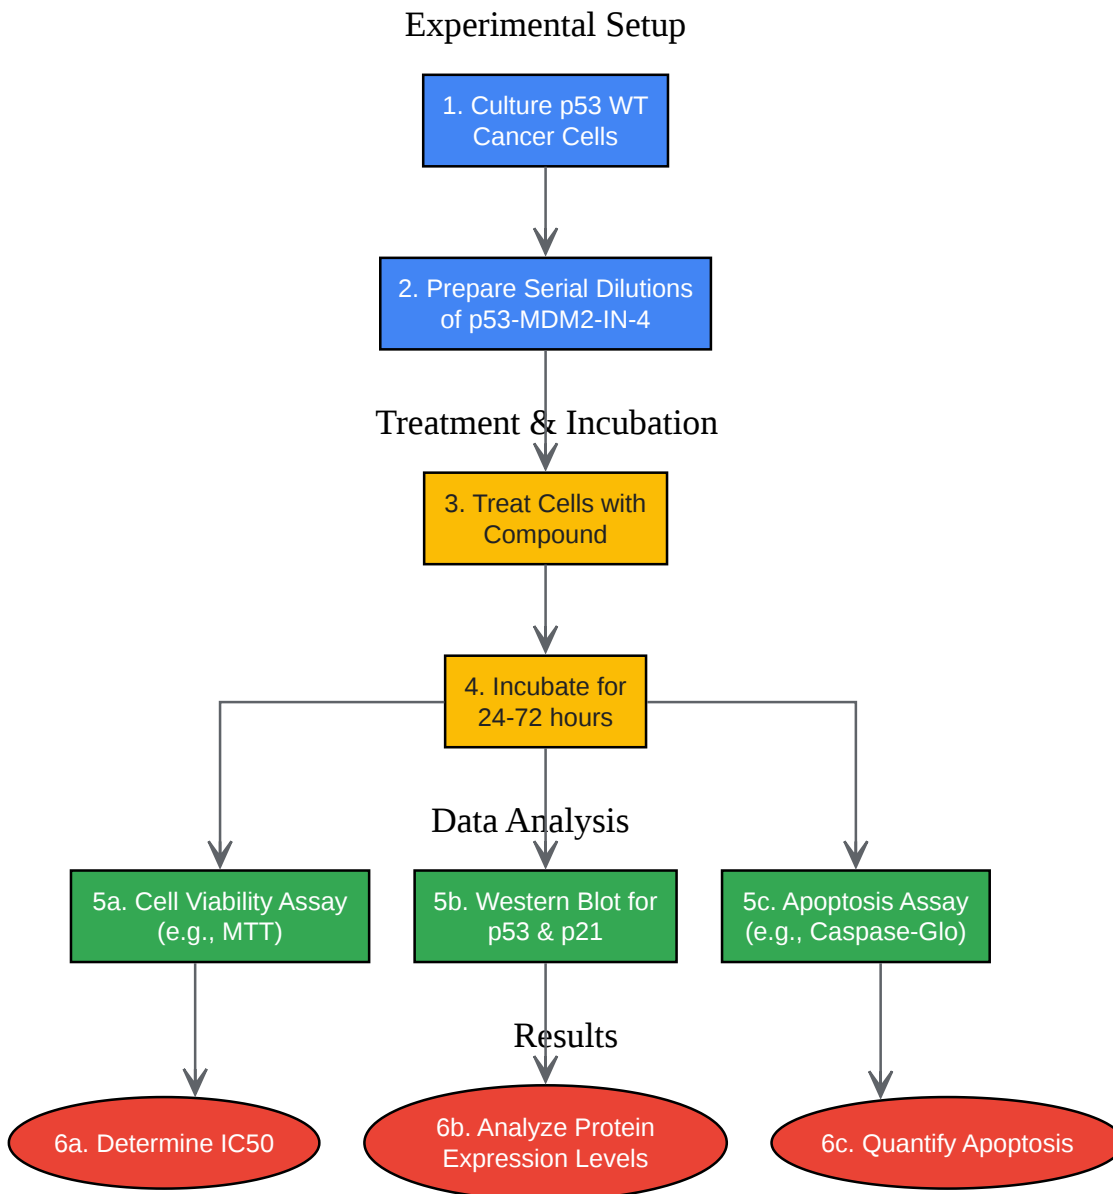 Experimental Setup
1. Culture p53 WT
Cancer Cells
2. Prepare Serial Dilutions
of p53-MDM2-IN-4
Treatment & Incubation
3. Treat Cells with
Compound
4. Incubate for
24-72 hours
Data Analysis
5a. Cell Viability Assay
(e.g., MTT)
5b. Western Blot for
p53 & p21
5c. Apoptosis Assay
(e.g., Caspase-Glo)
Results
6a. Determine IC50
6b. Analyze Protein
Expression Levels
6c. Quantify Apoptosis